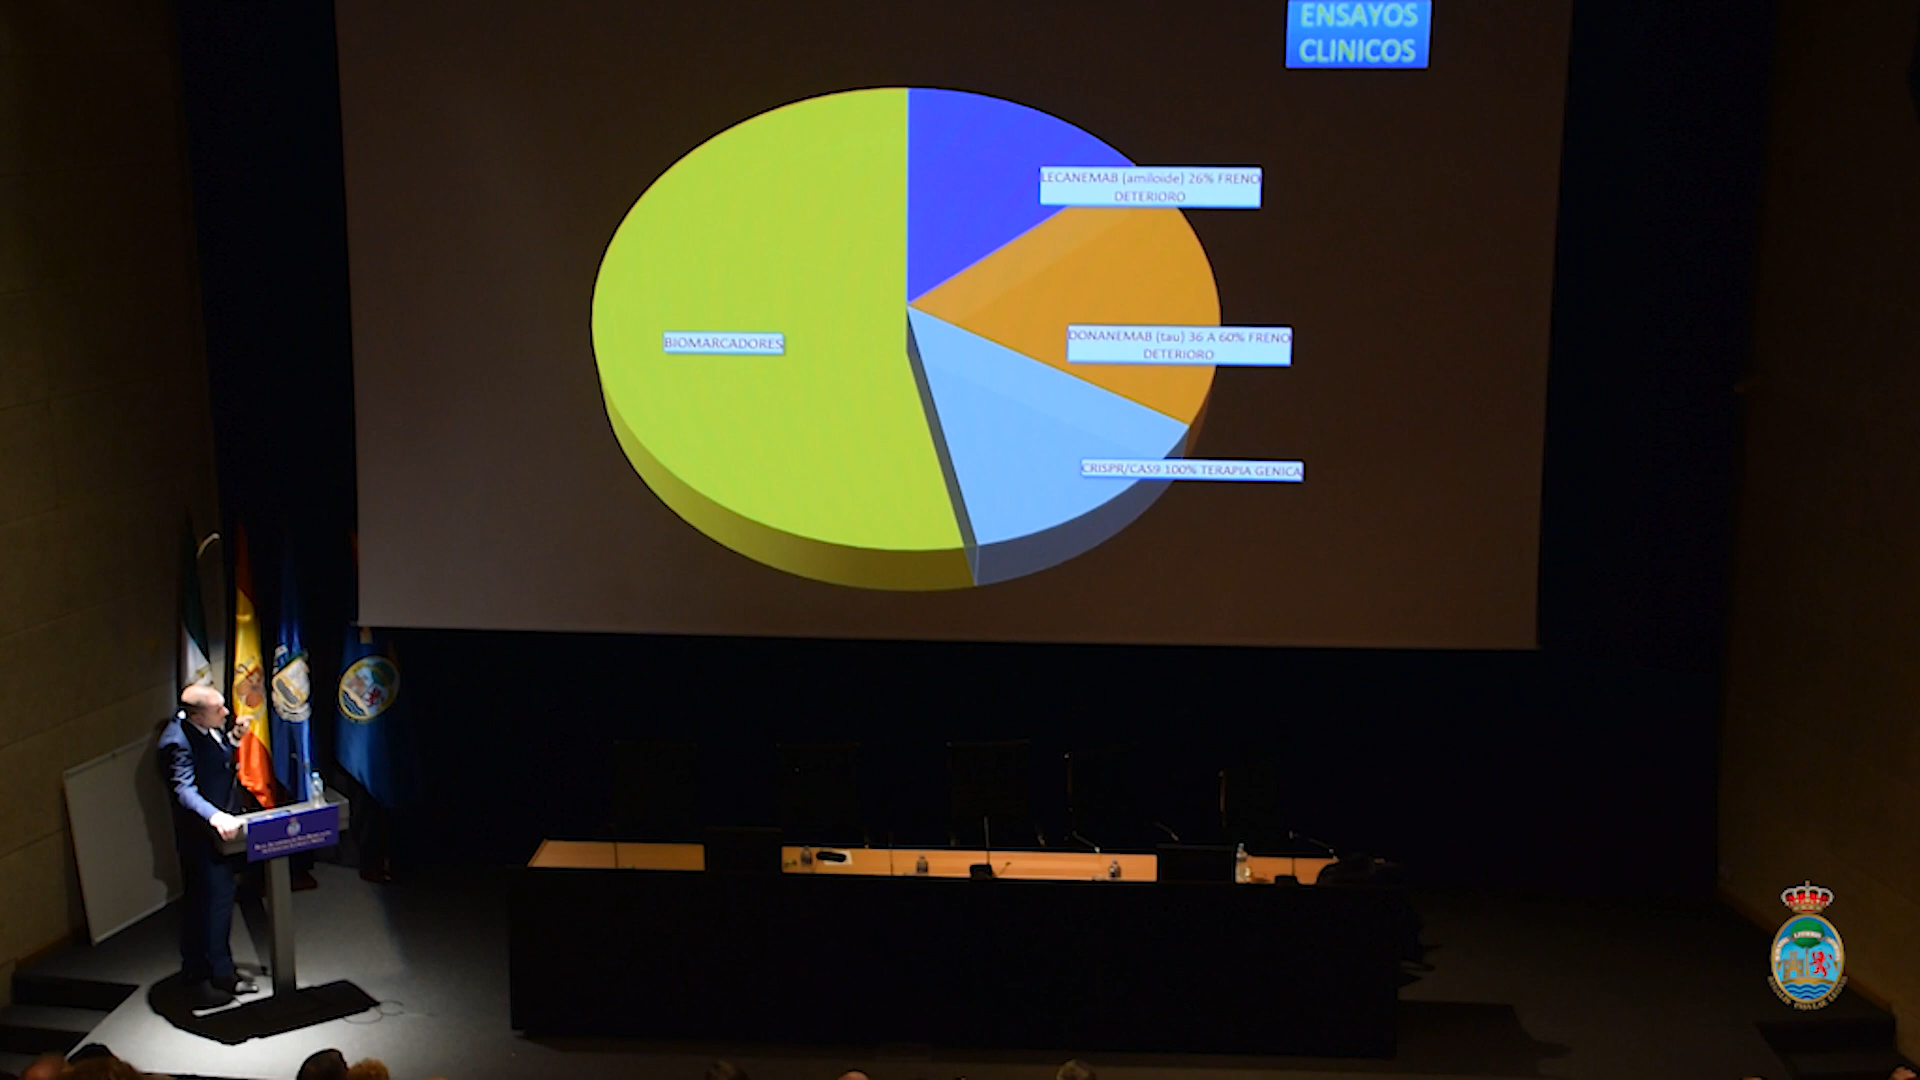 ENSAYOS
CLINICOS
LECANEMAB (amiloide) 26% FRENO
DETERIORO
BIOMARCADORES
DONANEMAB (tau) 36 A 60% FRENO
DETERIORO
CRISPR/CAS9 100% TERAPIA GENICA